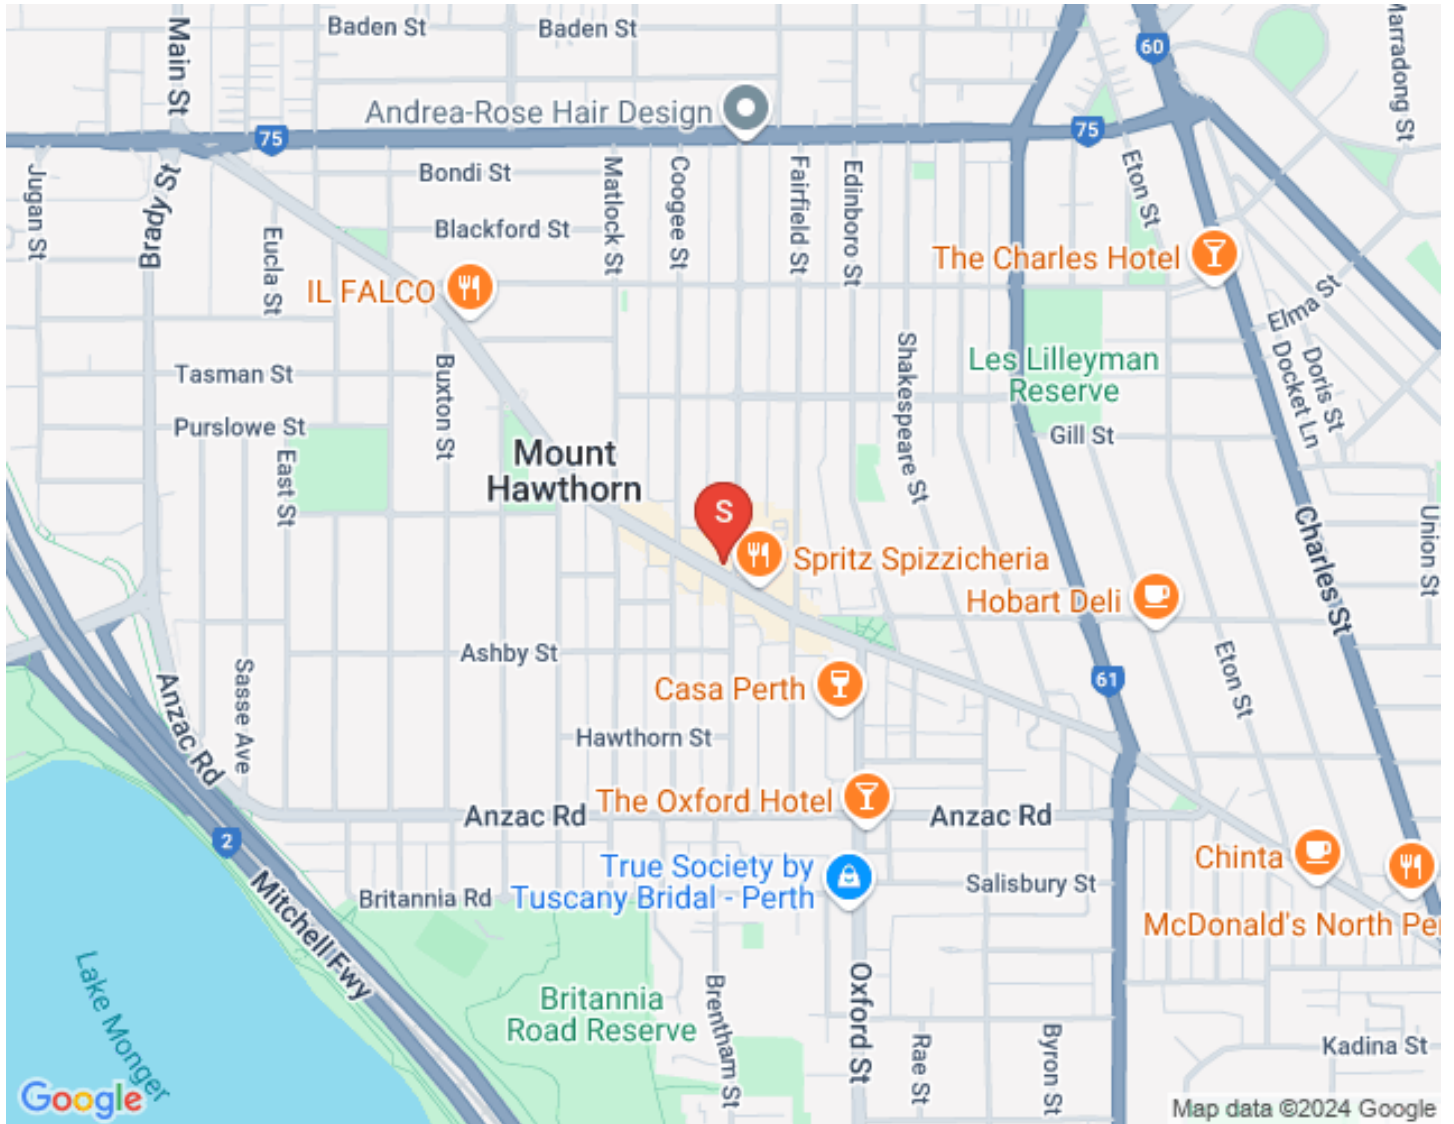 Baden St
Baden St
60
Main St
Marradong St
Andrea-Rose Hair Design
75
75
Bondi St
Jugan St
Brady St
Matlock St
Coogee St
Fairfield St
Edinboro St
Eton St
Eucla St
Blackford St
The Charles Hotel
IL FALCO
Elma St
Shakespeare St
Les Lilleyman
Reserve
Doris St
Docket Ln
Tasman St
Buxton St
Purslowe St
Gill St
East St
Mount
Hawthorn
S
Charles St
Union St
Spritz Spizzicheria
Hobart Deli
Ashby St
Sasse Ave
Anzac Rd
Casa Perth
61
Eton St
Hawthorn St
The Oxford Hotel
Anzac Rd
Anzac Rd
2
Chinta
True Society by
Tuscany Bridal - Perth
Salisbury St
Britannia Rd
McDonald's North Per
Mitchell Fwy
Lake Monger
Britannia
Road Reserve
Brentham St
Oxford St
Rae St
Byron St
Kadina St
Google
Map data ©2024 Google